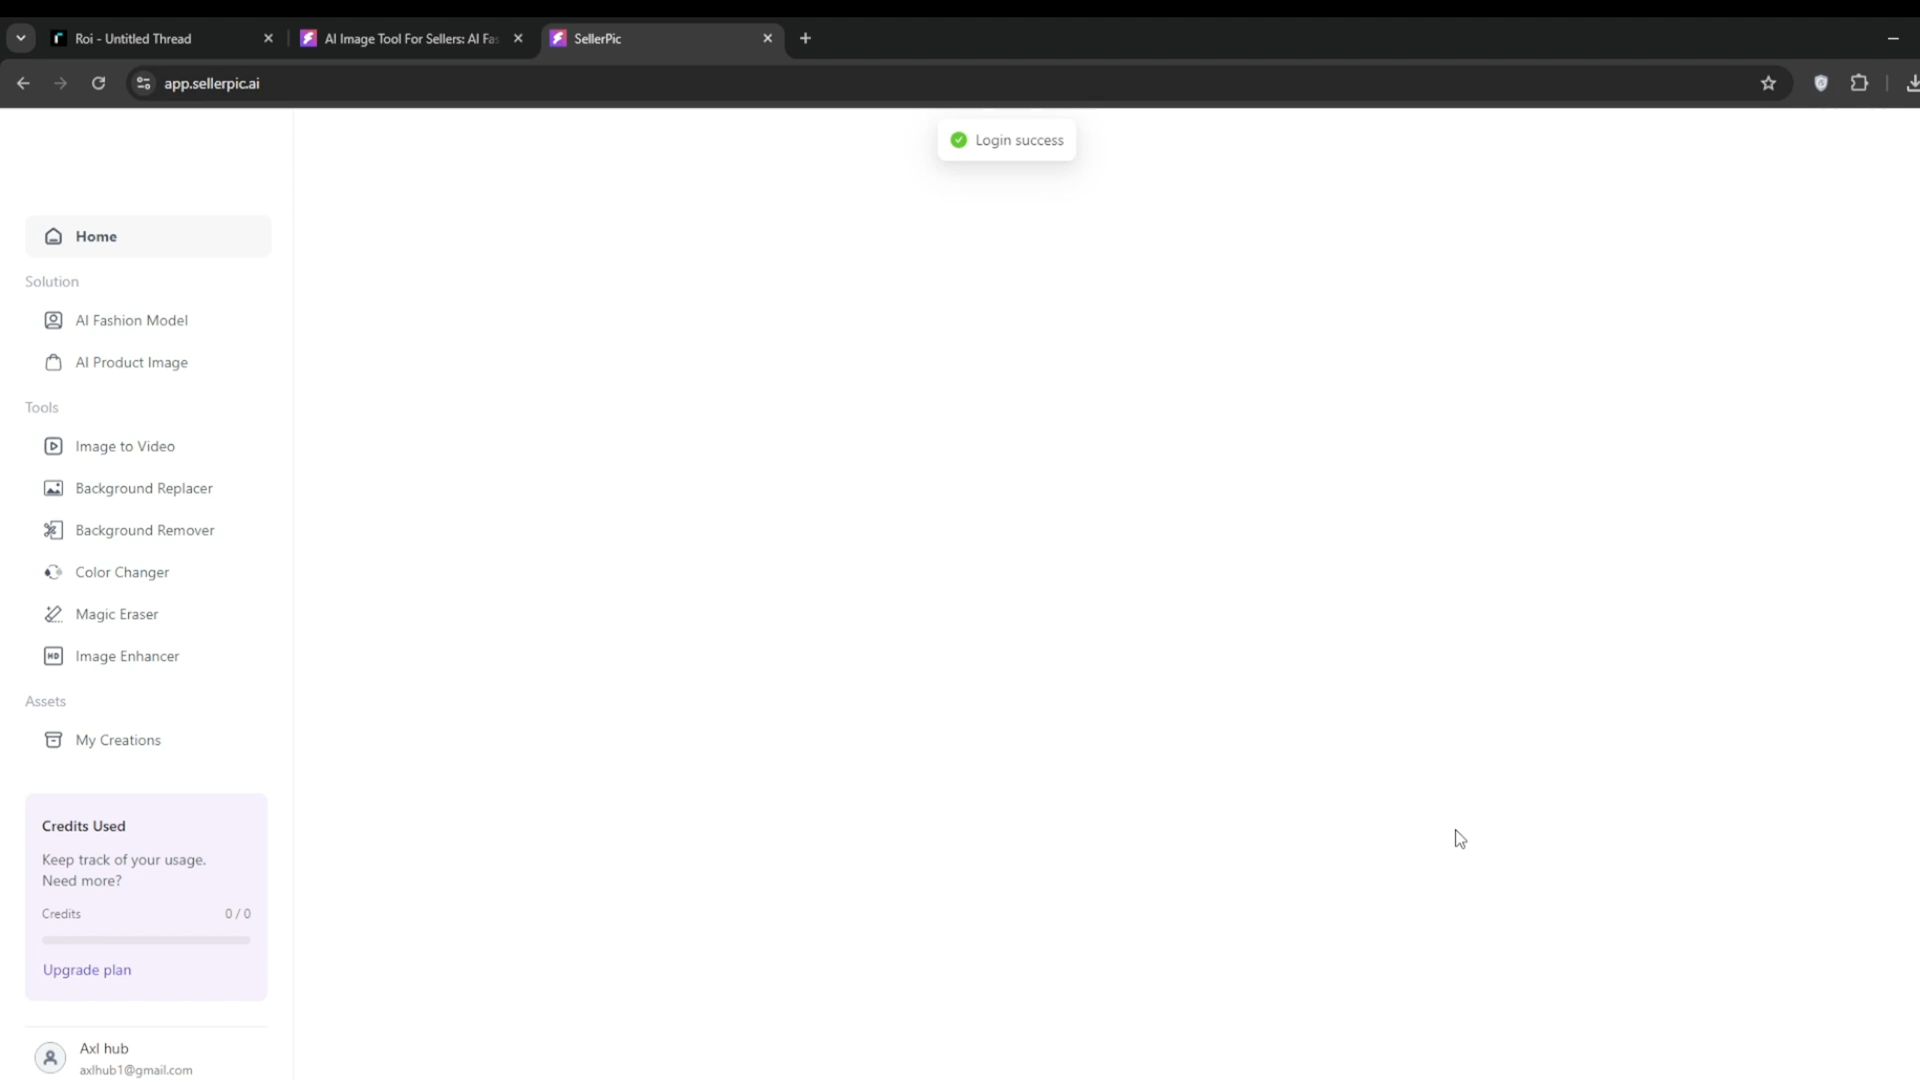 Roi - Untitled Thread
AI Image Tool For Sellers: AI Fas
SellerPic
app.sellerpic.ai
Login success
Home
Solution
AI Fashion Model
AI Product Image
Tools
Image to Video
Background Replacer
Background Remover
Color Changer
Magic Eraser
HD
Image Enhancer
Assets
My Creations
Credits Used
Keep track of your usage.
Need more?
Credits 0 / 0
Upgrade plan
Axl hub
axlhub1@gmail.com